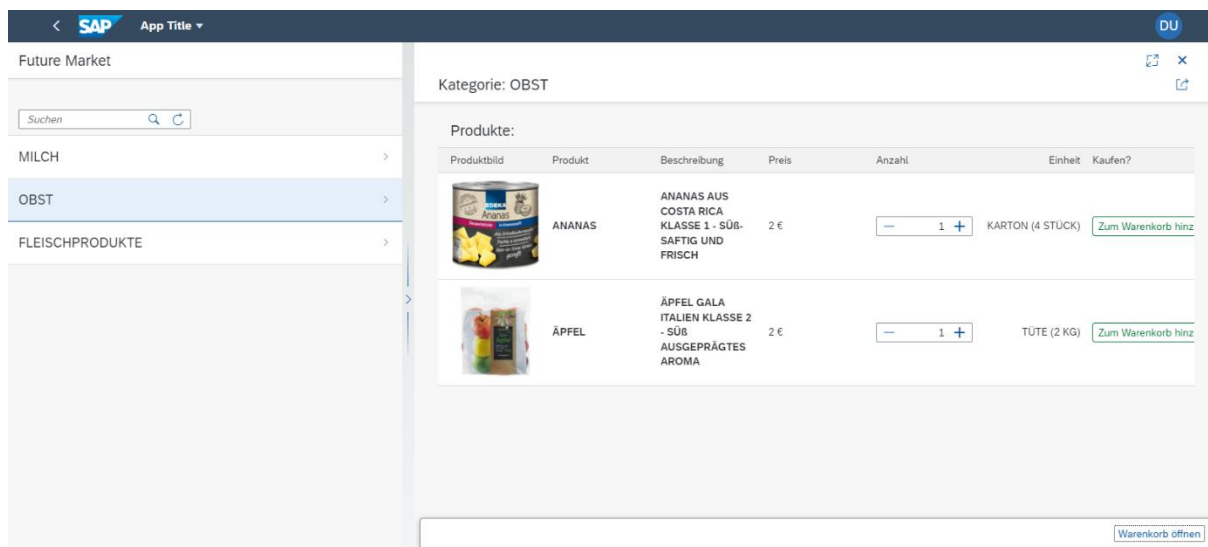 SAP App Title
DU
Future Market
Suchen
MILCH
OBST
FLEISCHPRODUKTE
Kategorie: OBST
Produkte:
Produktbild Produkt Beschreibung Preis Anzahl Einheit Kaufen?
EDEKA
Ananas
ANANAS
ANANAS AUS
COSTA RICA
KLASSE 1 - SÜß-
SAFTIG UND
FRISCH
2 €
1
KARTON (4 STÜCK)
Zum Warenkorb hinz
ÄPFEL
ÄPFEL GALA
ITALIEN KLASSE 2
- SÜß
AUSGEPRÄGTES
AROMA
2 €
1
TÜTE (2 KG)
Zum Warenkorb hinz
Warenkorb öffnen